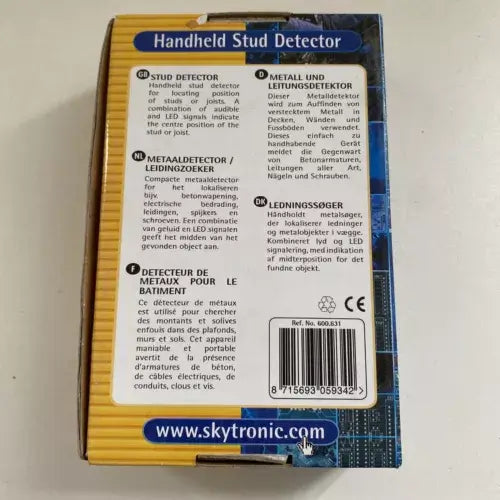 Handheld Stud Detector
GB STUD DETECTOR
Handheld stud detector
for locating position
of studs or joists. A
combination of audible
and LED signals indicate
the centre position of the
stud or joist.
NL METAALDETECTOR /
LEIDINGZOEKER
Compacte metaaldetector
for het lokaliseren
bijv. betonwapening,
electrische bedrading,
leidingen, spijkers en
schroeven. Een combinatie
van geluid en LED signalen
geeft het midden van het
gevonden object aan.
F DETECTEUR DE
METAUX POUR LE
BATIMENT
Ce détecteur de métaux
est utilisé pour chercher
des montants et solives
enfouis dans des plafonds,
murs et sols. Cet appareil
maniable et portable
avertit de la présence
d'armatures de béton,
de câbles électriques, de
conduits, clous et vis.
D METALL UND
LEITUNGSDETEKTOR
Dieser Metalldetektor
wird zum Auffinden von
verstecktem Metall in
Decken, Wänden und
Fussböden verwendet.
Dieses einfach zu
handhabende Gerät
meldet die Gegenwart
von Betonarmaturen,
Leitungen aller Art,
Nägeln und Schrauben.
DK LEDNINGSSØGER
Håndholdt metalsøger,
der lokaliserer ledninger
og metalobjekter i vægge.
Kombineret lyd og LED
signalering, med indikation
af midterposition for det
fundne objekt.
CE
Ref. No. 600.631
8 715693 059342 >
www.skytronic.com